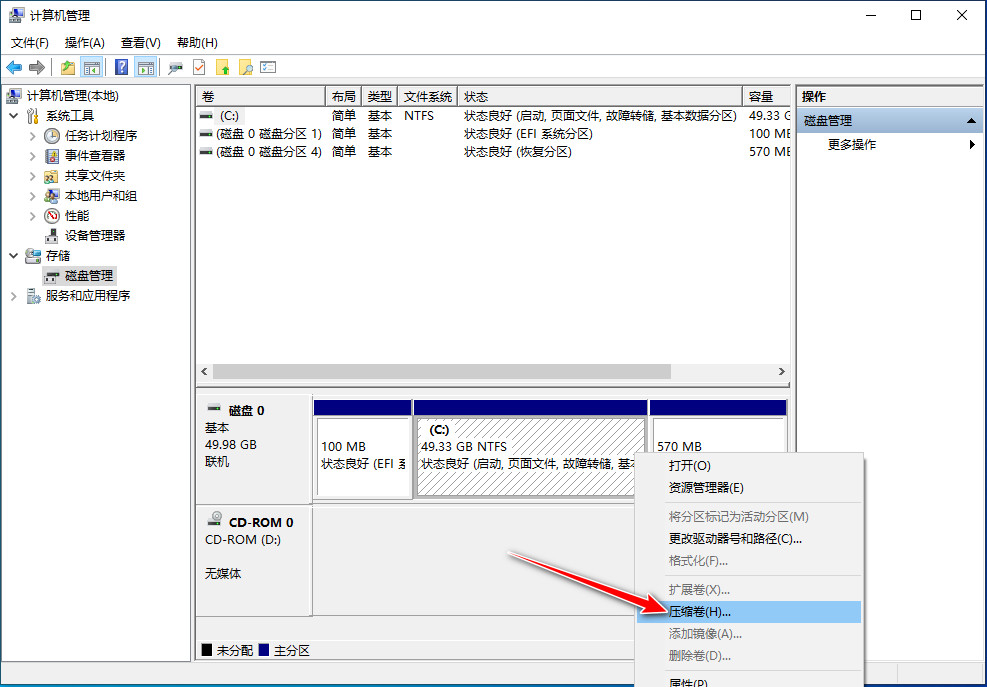 计算机管理
文件(F) 操作(A) 查看(V) 帮助(H)
计算机管理(本地)
系统工具
任务计划程序
事件查看器
共享文件夹
本地用户和组
性能
设备管理器
存储
磁盘管理
服务和应用程序
卷 布局 类型 文件系统 状态 容量
(C:) 简单 基本 NTFS 状态良好 (启动, 页面文件, 故障转储, 基本数据分区) 49.33 G
(磁盘 0 磁盘分区 1) 简单 基本 状态良好 (EFI 系统分区) 100 ME
(磁盘 0 磁盘分区 4) 简单 基本 状态良好 (恢复分区) 570 ME
操作
磁盘管理
更多操作
磁盘 0
基本
49.98 GB
联机
100 MB
状态良好 (EFI 系
(C:)
49.33 GB NTFS
状态良好 (启动, 页面文件, 故障转储, 基本
570 MB
CD-ROM 0
CD-ROM (D:)
无媒体
未分配 主分区
打开(O)
资源管理器(E)
将分区标记为活动分区(M)
更改驱动器号和路径(C)...
格式化(F)...
扩展卷(X)...
压缩卷(H)...
添加镜像(A)...
删除卷(D)...
属性(P)